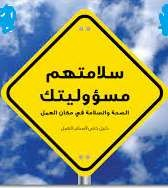 سلامتهم
مسؤوليتك
الصحة والسلامة في مكان العمل